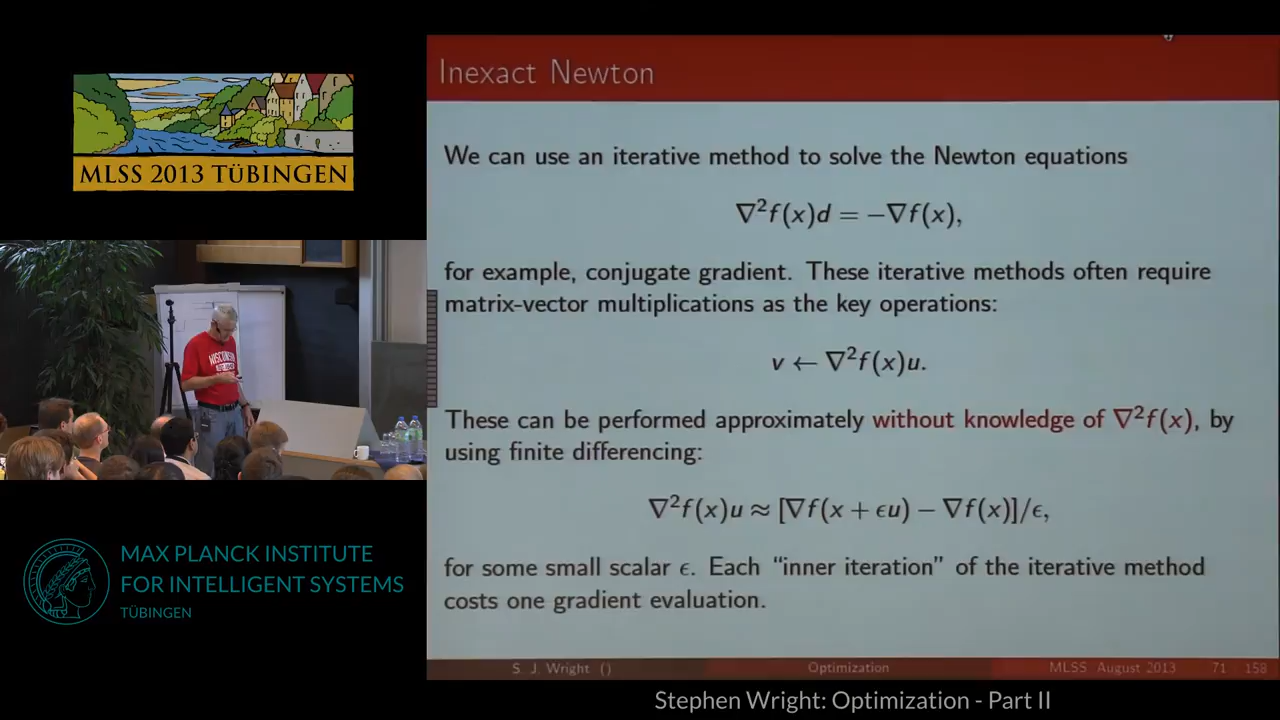 MLSS 2013 TÜBINGEN
WISCONSIN
MAX PLANCK INSTITUTE
FOR INTELLIGENT SYSTEMS
TÜBINGEN
Inexact Newton
We can use an iterative method to solve the Newton equations
∇²f(x)d = −∇f(x),
for example, conjugate gradient. These iterative methods often require
matrix-vector multiplications as the key operations:
v ← ∇²f(x)u.
These can be performed approximately without knowledge of ∇²f(x), by
using finite differencing:
∇²f(x)u ≈ [∇f(x + ϵu) − ∇f(x)]/ϵ,
for some small scalar ϵ. Each “inner iteration” of the iterative method
costs one gradient evaluation.
S. J. Wright () Optimization MLSS August 2013 71 158
Stephen Wright: Optimization - Part II